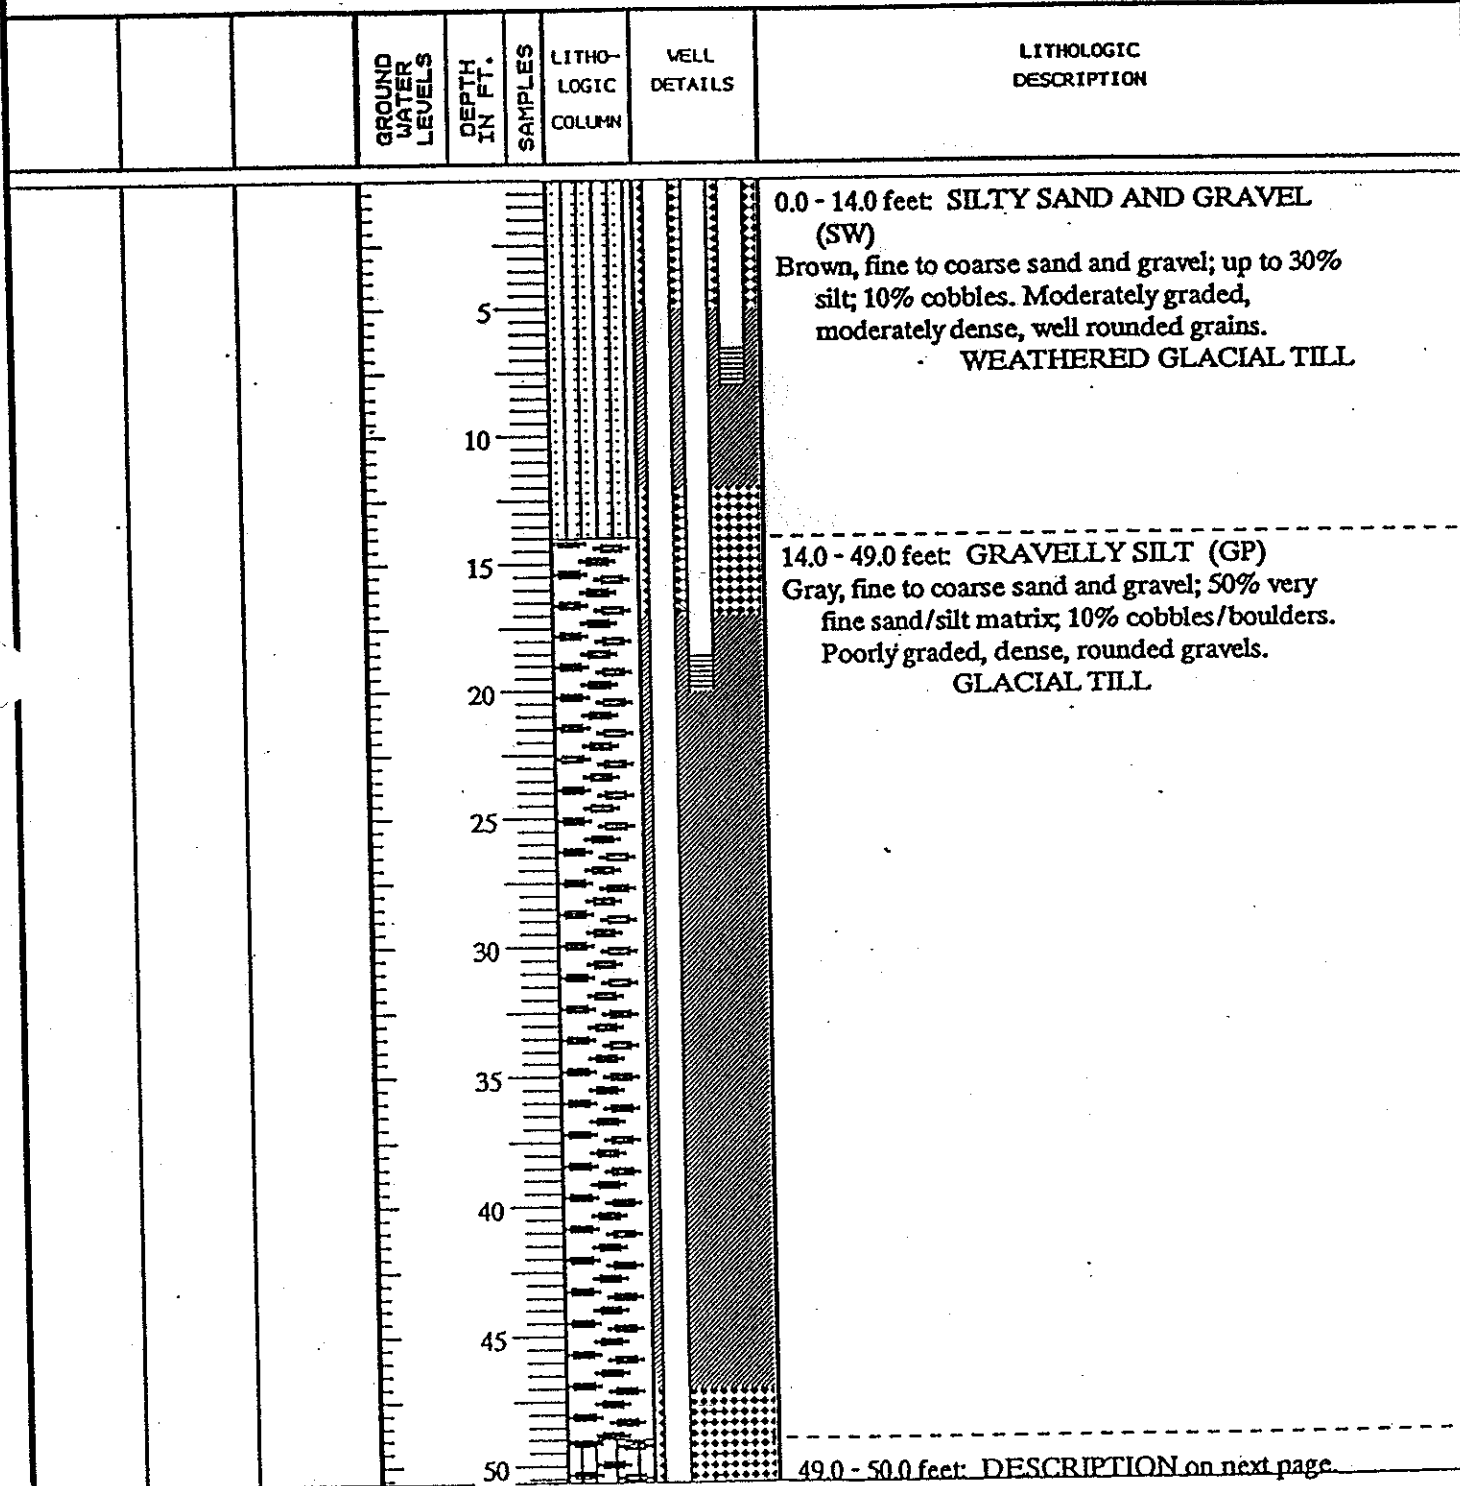 GROUND
WATER
LEVELS
DEPTH
IN FT.
SAMPLES
LITHO-
LOGIC
COLUMN
WELL
DETAILS
LITHOLOGIC
DESCRIPTION
0.0 - 14.0 feet: SILTY SAND AND GRAVEL
(SW)
Brown, fine to coarse sand and gravel; up to 30%
silt; 10% cobbles. Moderately graded,
moderately dense, well rounded grains.
WEATHERED GLACIAL TILL
5
10
14.0 - 49.0 feet: GRAVELLY SILT (GP)
Gray, fine to coarse sand and gravel; 50% very
fine sand/silt matrix; 10% cobbles/boulders.
Poorly graded, dense, rounded gravels.
GLACIAL TILL
15
20
25
30
35
40
45
50
49.0 - 50.0 feet: DESCRIPTION on next page.